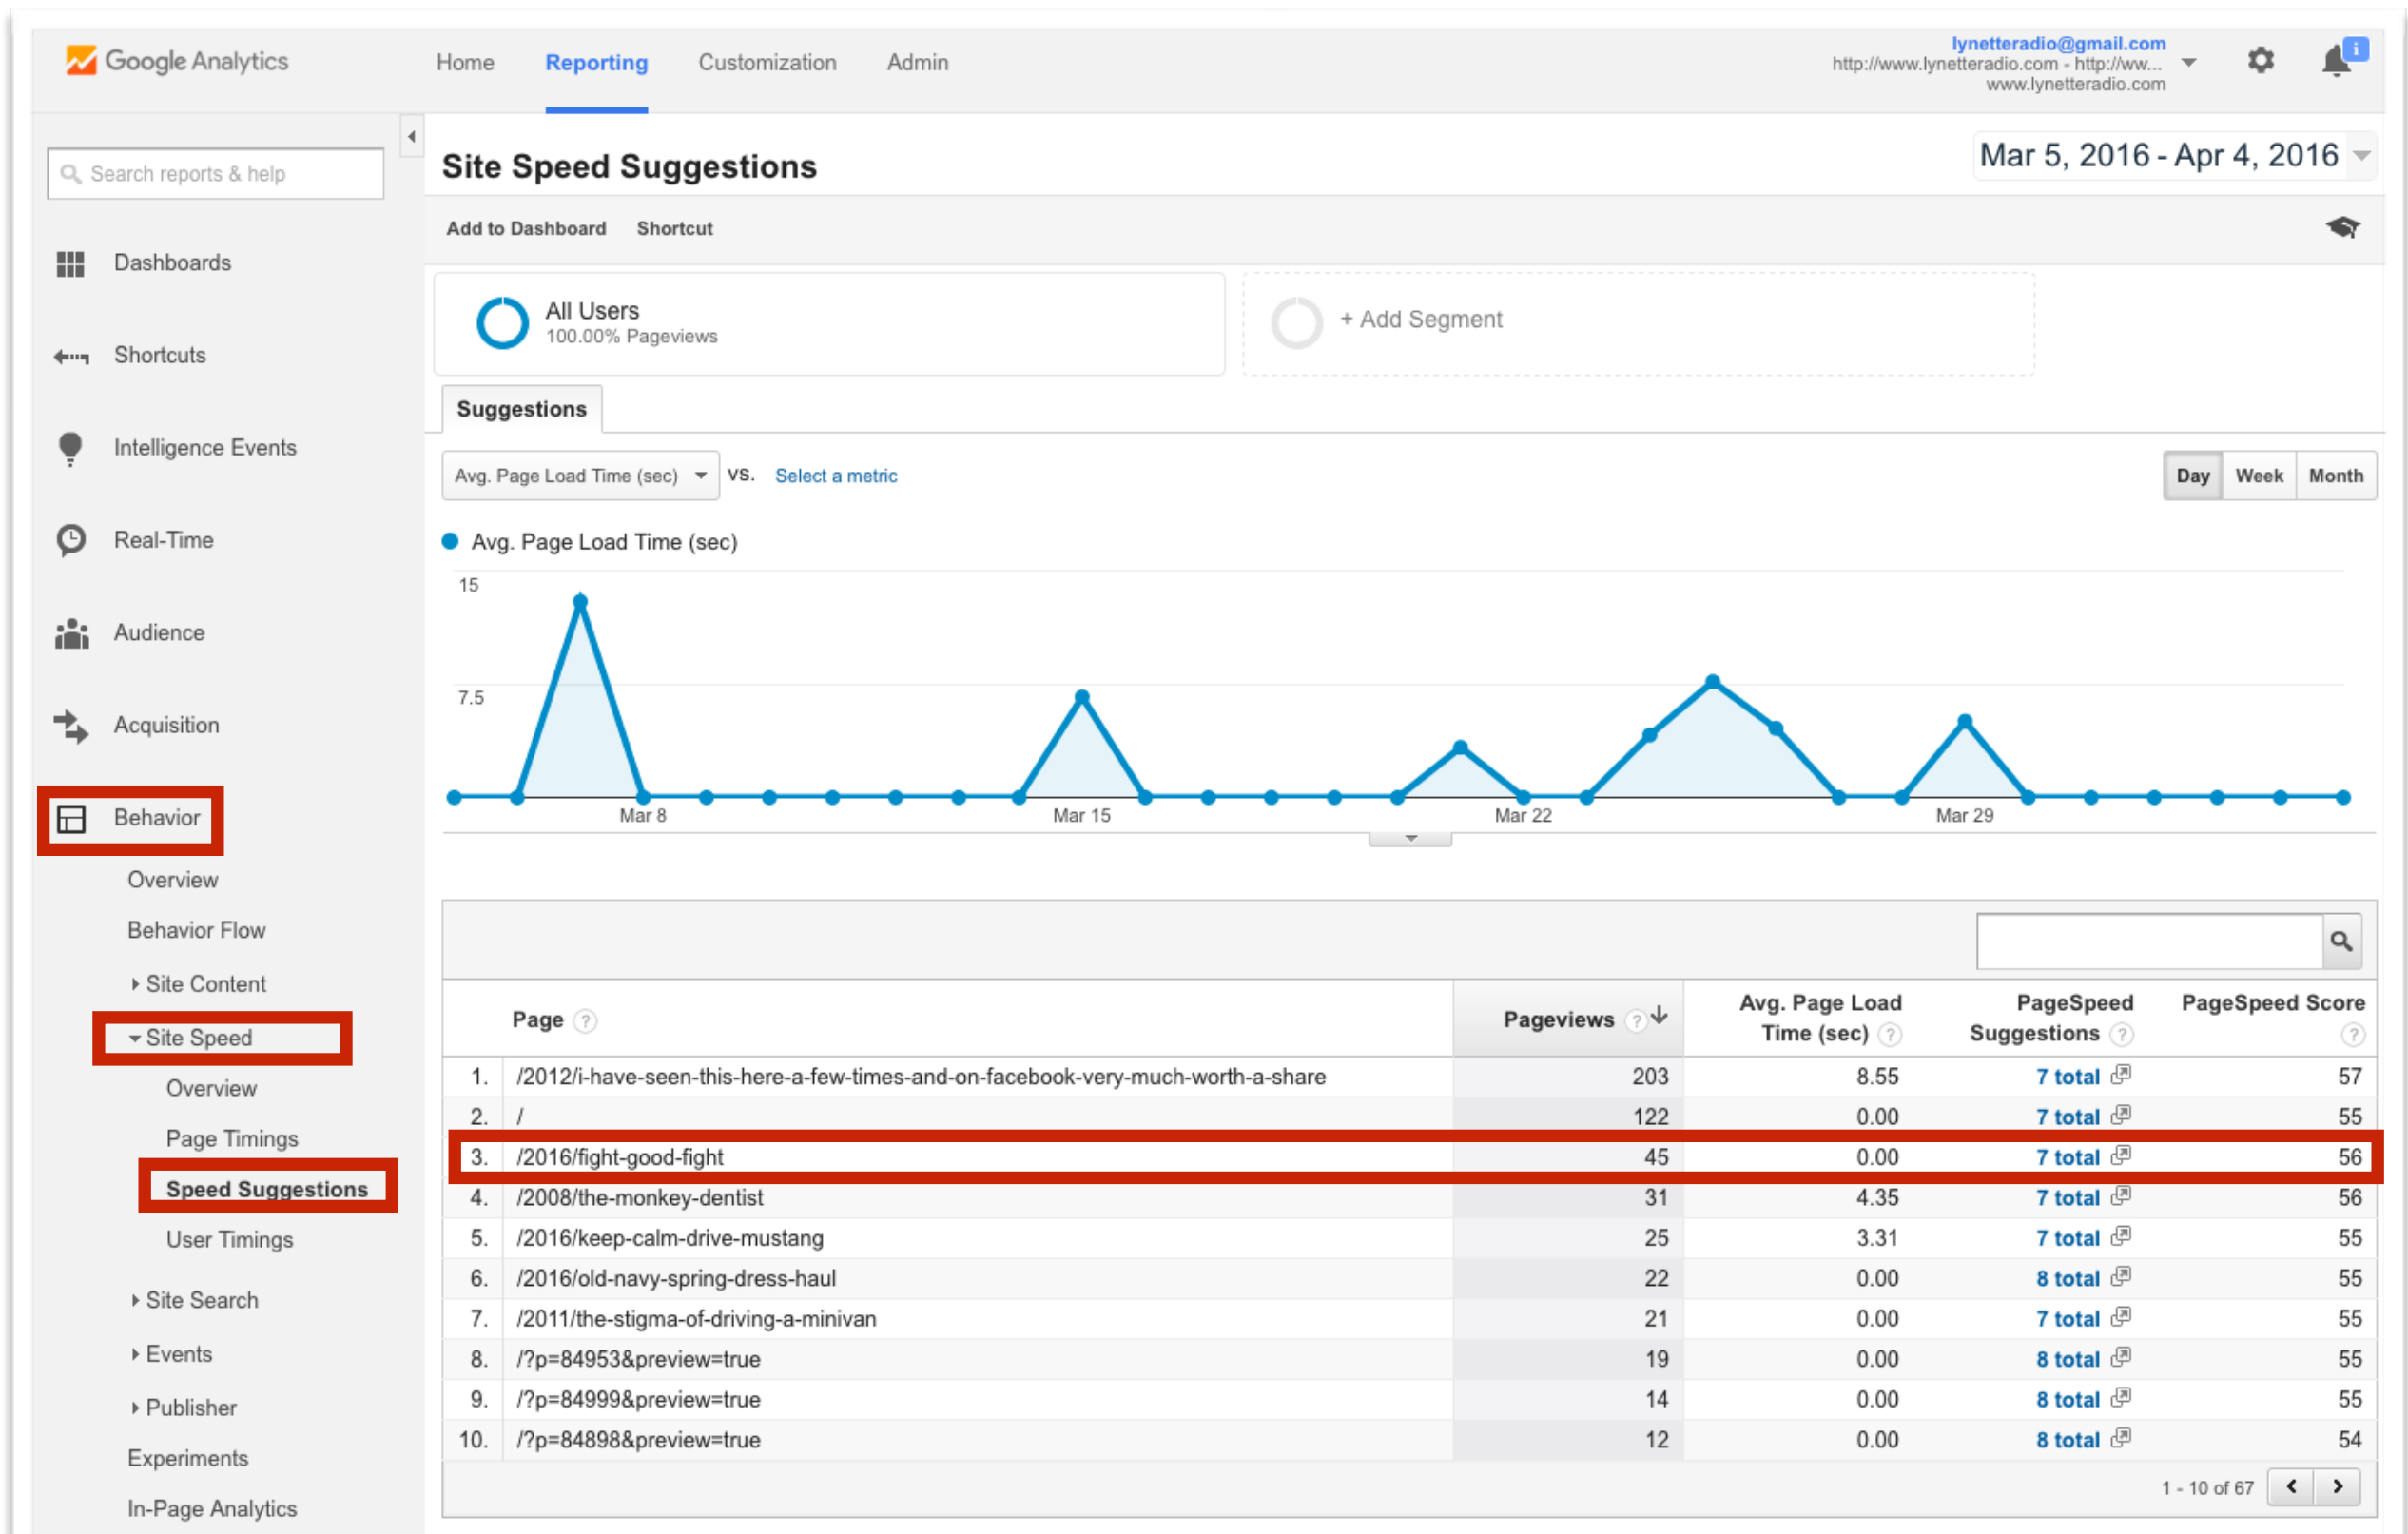 Google Analytics
Home Reporting Customization Admin
lynetteradio@gmail.com
http://www.lynetteradio.com - http://ww...
www.lynetteradio.com
i
Search reports & help
Dashboards
Shortcuts
Intelligence Events
Real-Time
Audience
Acquisition
Behavior
Overview
Behavior Flow
Site Content
Site Speed
Overview
Page Timings
Speed Suggestions
User Timings
Site Search
Events
Publisher
Experiments
In-Page Analytics
Site Speed Suggestions
Mar 5, 2016 - Apr 4, 2016
Add to Dashboard Shortcut
All Users
100.00% Pageviews
+ Add Segment
Suggestions
Avg. Page Load Time (sec) VS. Select a metric
Day Week Month
Avg. Page Load Time (sec)
15
7.5
Mar 8 Mar 15 Mar 22 Mar 29
Page ? Pageviews ? Avg. Page Load Time (sec) ? PageSpeed Suggestions ? PageSpeed Score ?
1. /2012/i-have-seen-this-here-a-few-times-and-on-facebook-very-much-worth-a-share 203 8.55 7 total 57
2. / 122 0.00 7 total 55
3. /2016/fight-good-fight 45 0.00 7 total 56
4. /2008/the-monkey-dentist 31 4.35 7 total 56
5. /2016/keep-calm-drive-mustang 25 3.31 7 total 55
6. /2016/old-navy-spring-dress-haul 22 0.00 8 total 55
7. /2011/the-stigma-of-driving-a-minivan 21 0.00 7 total 55
8. /?p=84953&preview=true 19 0.00 8 total 55
9. /?p=84999&preview=true 14 0.00 8 total 55
10. /?p=84898&preview=true 12 0.00 8 total 54
1 - 10 of 67